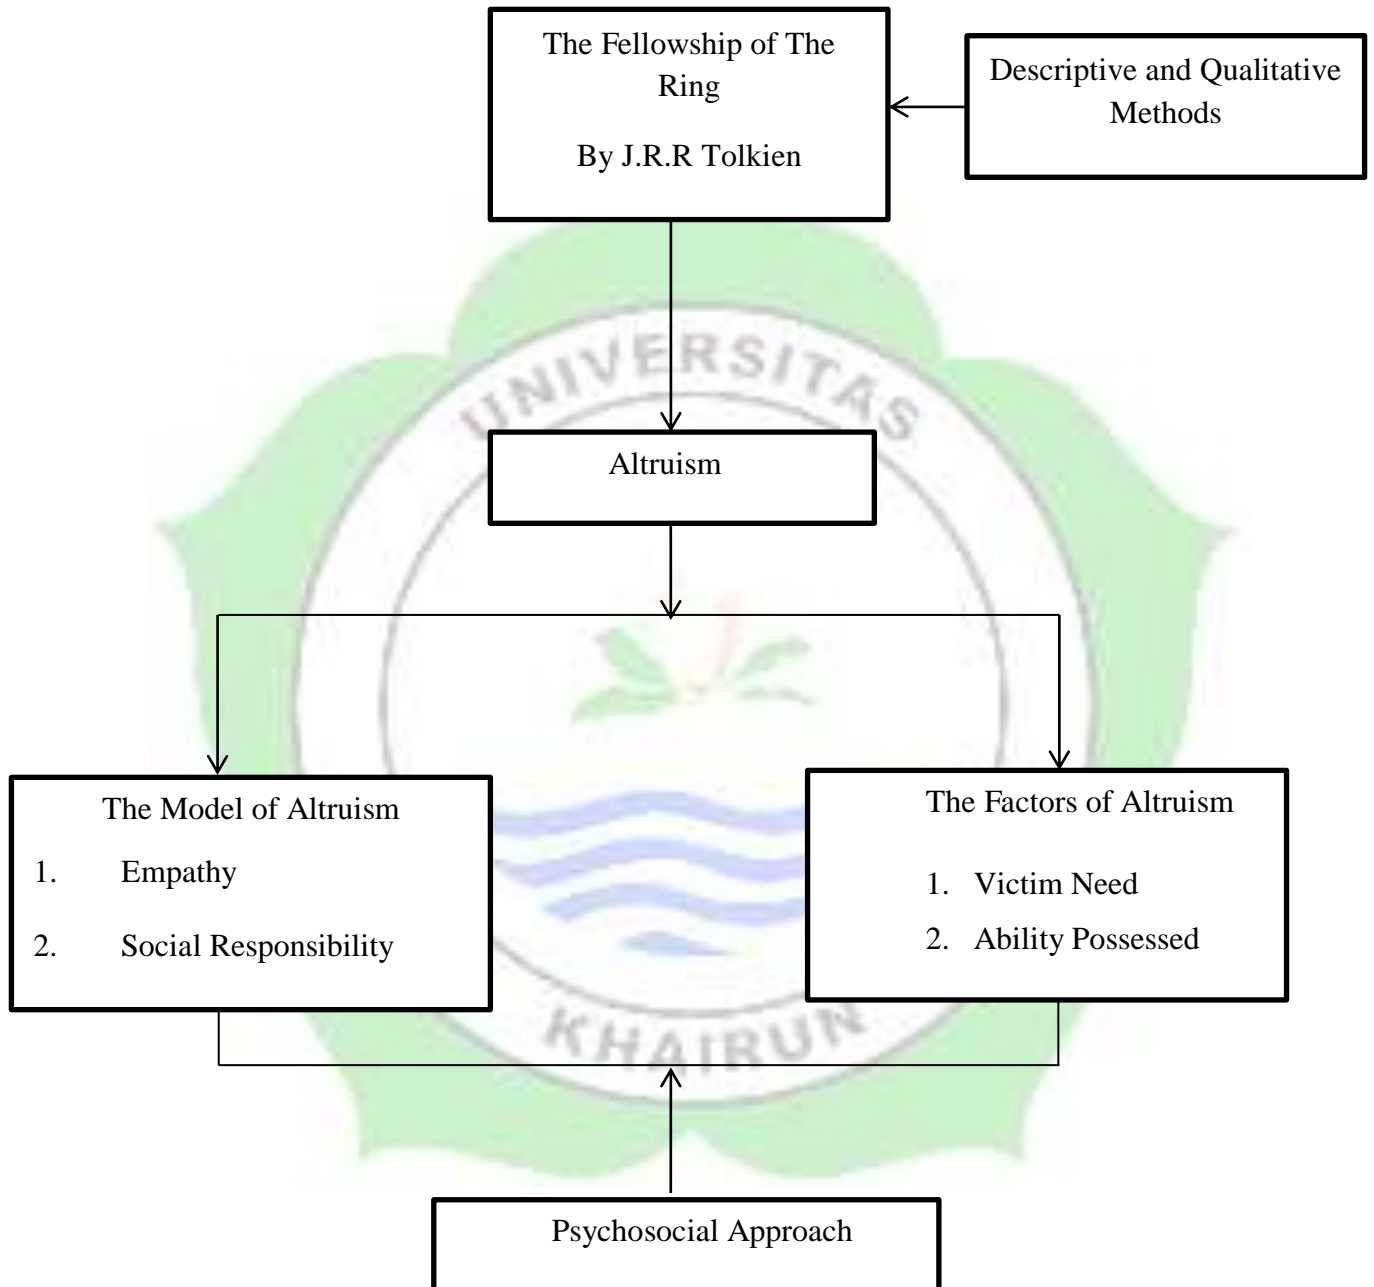 The Fellowship of The
Ring
By J.R.R Tolkien
Descriptive and Qualitative
Methods
UNIVERSITAS
Altruism
The Model of Altruism
1. Empathy
2. Social Responsibility
The Factors of Altruism
1. Victim Need
2. Ability Possessed
KHAIRUN
Psychosocial Approach